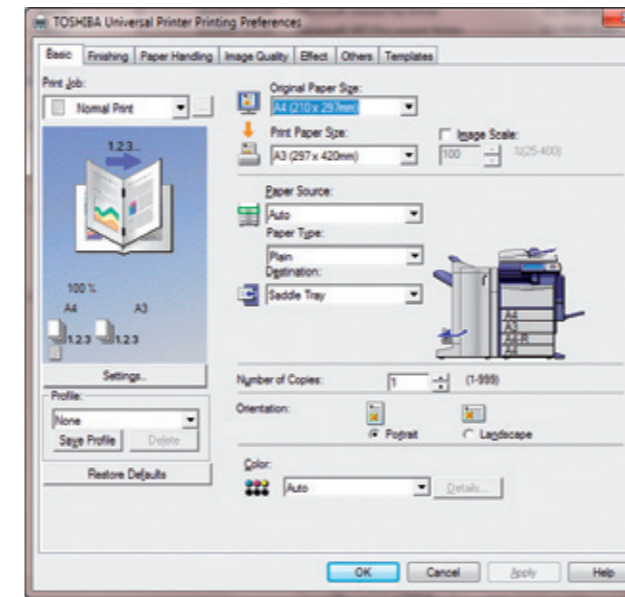 TOSHIBA Universal Printer Printing Preferences
Basic Finishing Paper Handling Image Quality Effect Others Templates
Print Job:
Normal Print
...
1.2.3...
100 %
A4 A3
1.2.3 1.2.3
Settings...
Profile:
None
Save Profile Delete
Restore Defaults
Original Paper Size:
A4 (210 x 297mm)
Print Paper Size:
A3 (297 x 420mm)
Image Scale:
100 %(25-400)
Paper Source:
Auto
Paper Type:
Plain
Destination:
Saddle Tray
A4
A3
A4-R
A4
Number of Copies: 1 (1-999)
Orientation:
Portrait Landscape
Color:
Auto Details...
OK Cancel Apply Help